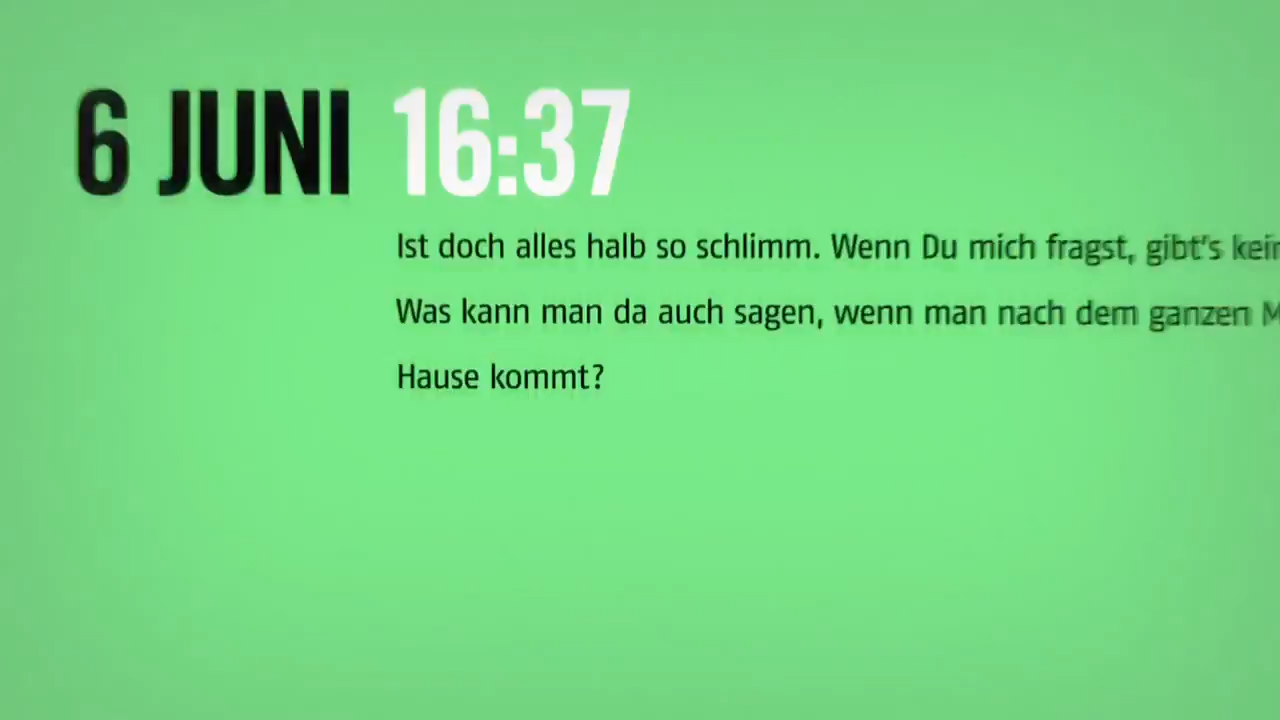 6 JUNI 16:37
Ist doch alles halb so schlimm. Wenn Du mich fragst, gibt's
Was kann man da auch sagen, wenn man nach dem ganzen
Hause kommt?